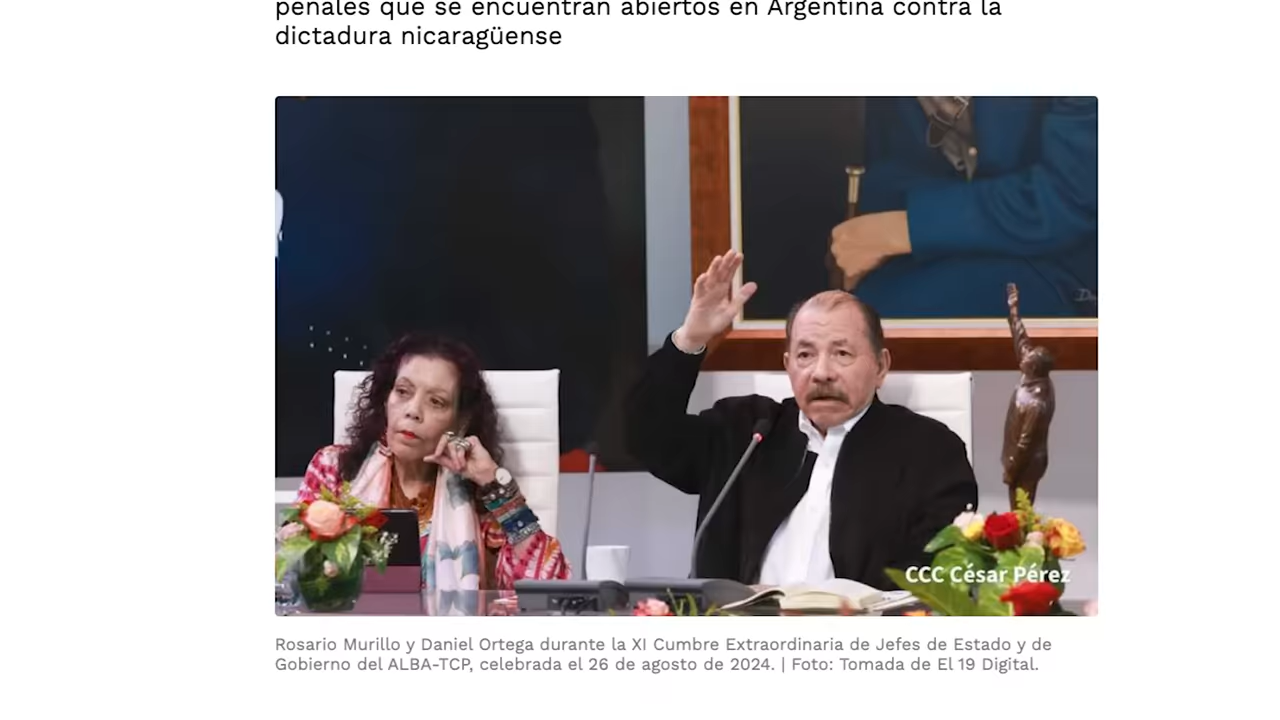 penales que se encuentran abiertos en Argentina contra la
dictadura nicaragüense
CCC César Pérez
Rosario Murillo y Daniel Ortega durante la XI Cumbre Extraordinaria de Jefes de Estado y de
Gobierno del ALBA-TCP, celebrada el 26 de agosto de 2024. | Foto: Tomada de El 19 Digital.